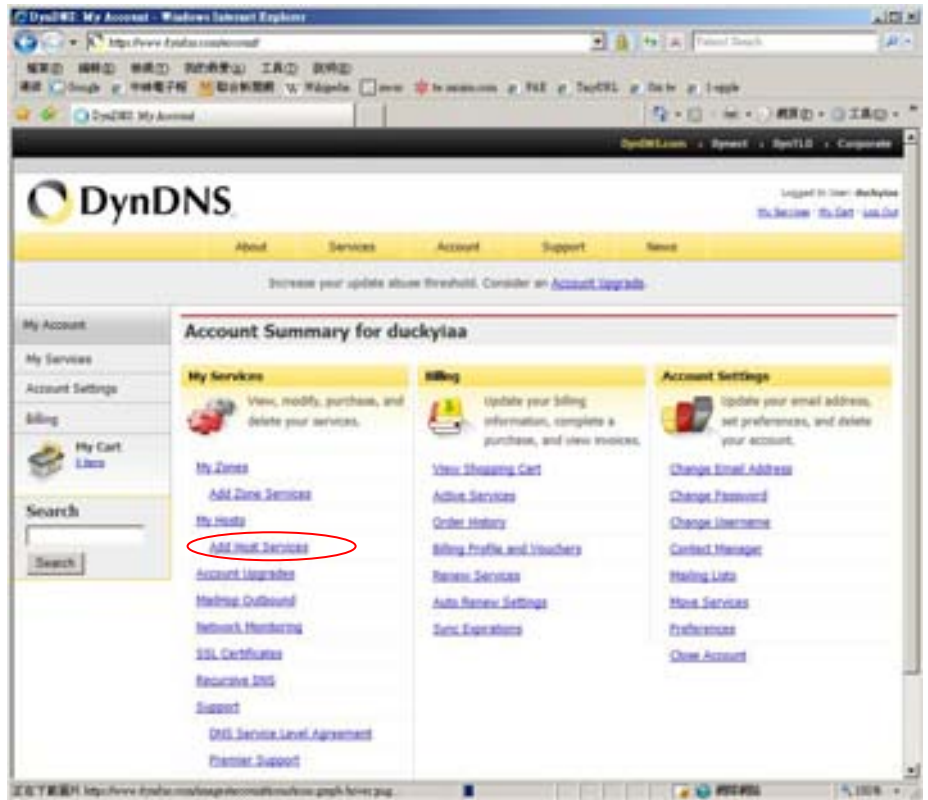 DynDNS: My Account - Windows Internet Explorer
DynDNS: My Account
DynDNS.com Dynect DynTLD Corporate
DynDNS
Logged In User: duckyiaa
My Services My Cart Log Out
About Services Account Support News
Increase your update abuse threshold. Consider an Account Upgrade.
My Account
My Services
Account Settings
Billing
My Cart
Search
Search
Account Summary for duckyiaa
My Services
View, modify, purchase, and
delete your services.
My Zones
Add Zone Services
My Hosts
Add Host Services
Account Upgrades
MailHop Outbound
Network Monitoring
SSL Certificates
Recursive DNS
Support
DNS Service Level Agreement
Premier Support
Billing
Update your billing
information, complete a
purchase, and view invoices.
View Shopping Cart
Active Services
Order History
Billing Profile and Vouchers
Renew Services
Auto Renew Settings
Sync Expirations
Account Settings
Update your email address,
set preferences, and delete
your account.
Change Email Address
Change Password
Change Username
Contact Manager
Mailing Lists
Move Services
Preferences
Close Account
100%